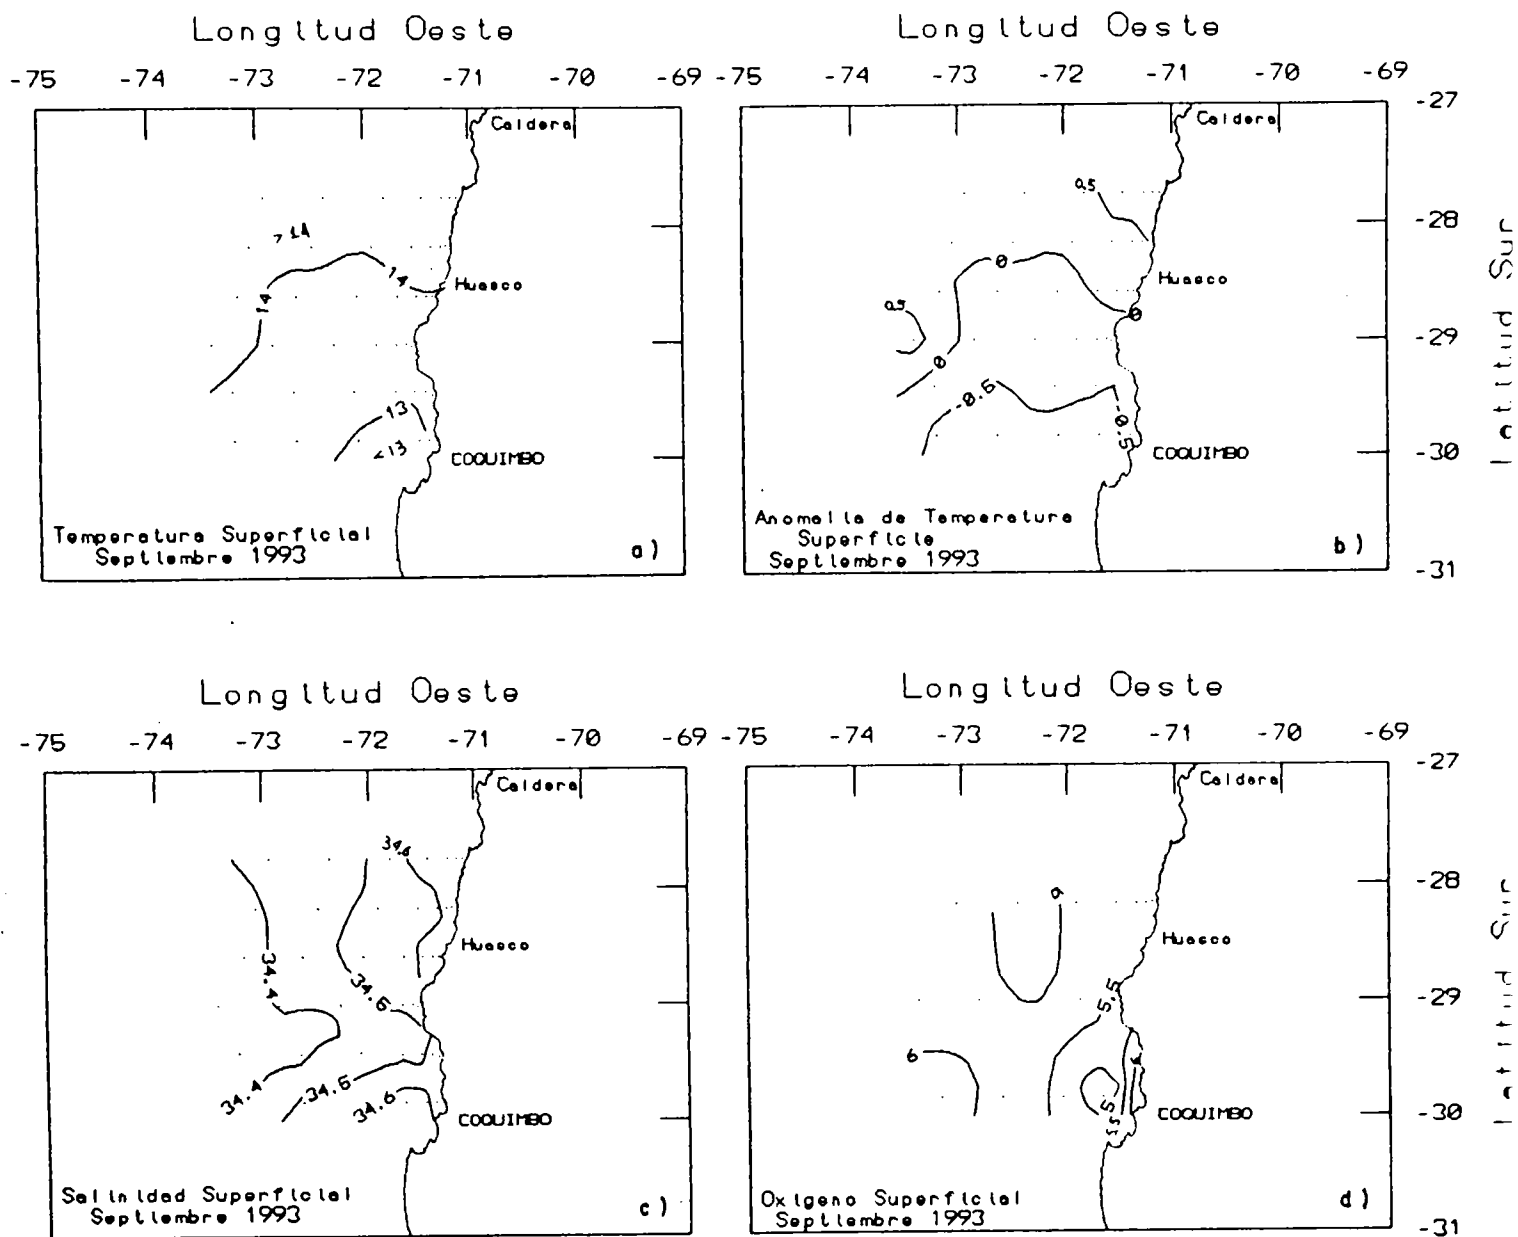 Longitud Oeste
-75 -74 -73 -72 -71 -70 -69
Caldera
> 14
14
14
Huasco
13
<13
COQUIMBO
Temperatura Superficial
Septiembre 1993
a)
Longitud Oeste
-75 -74 -73 -72 -71 -70 -69
-27
Caldera
0.5
-28
0
Huasco
0.5
0
-29
0
-0.5
-0.5
COQUIMBO
-30
Anomalia de Temperatura
Superficie
Septiembre 1993
b)
-31
Latitud Sur
Longitud Oeste
-75 -74 -73 -72 -71 -70 -69
Caldera
34.6
Huasco
34.4
34.6
34.4
34.6
34.6
COQUIMBO
Salinidad Superficial
Septiembre 1993
c)
Longitud Oeste
-75 -74 -73 -72 -71 -70 -69
-27
Caldera
-28
6
Huasco
5.5
-29
6
5
5.5
COQUIMBO
-30
Oxigeno Superficial
Septiembre 1993
d)
-31
Latitud Sur